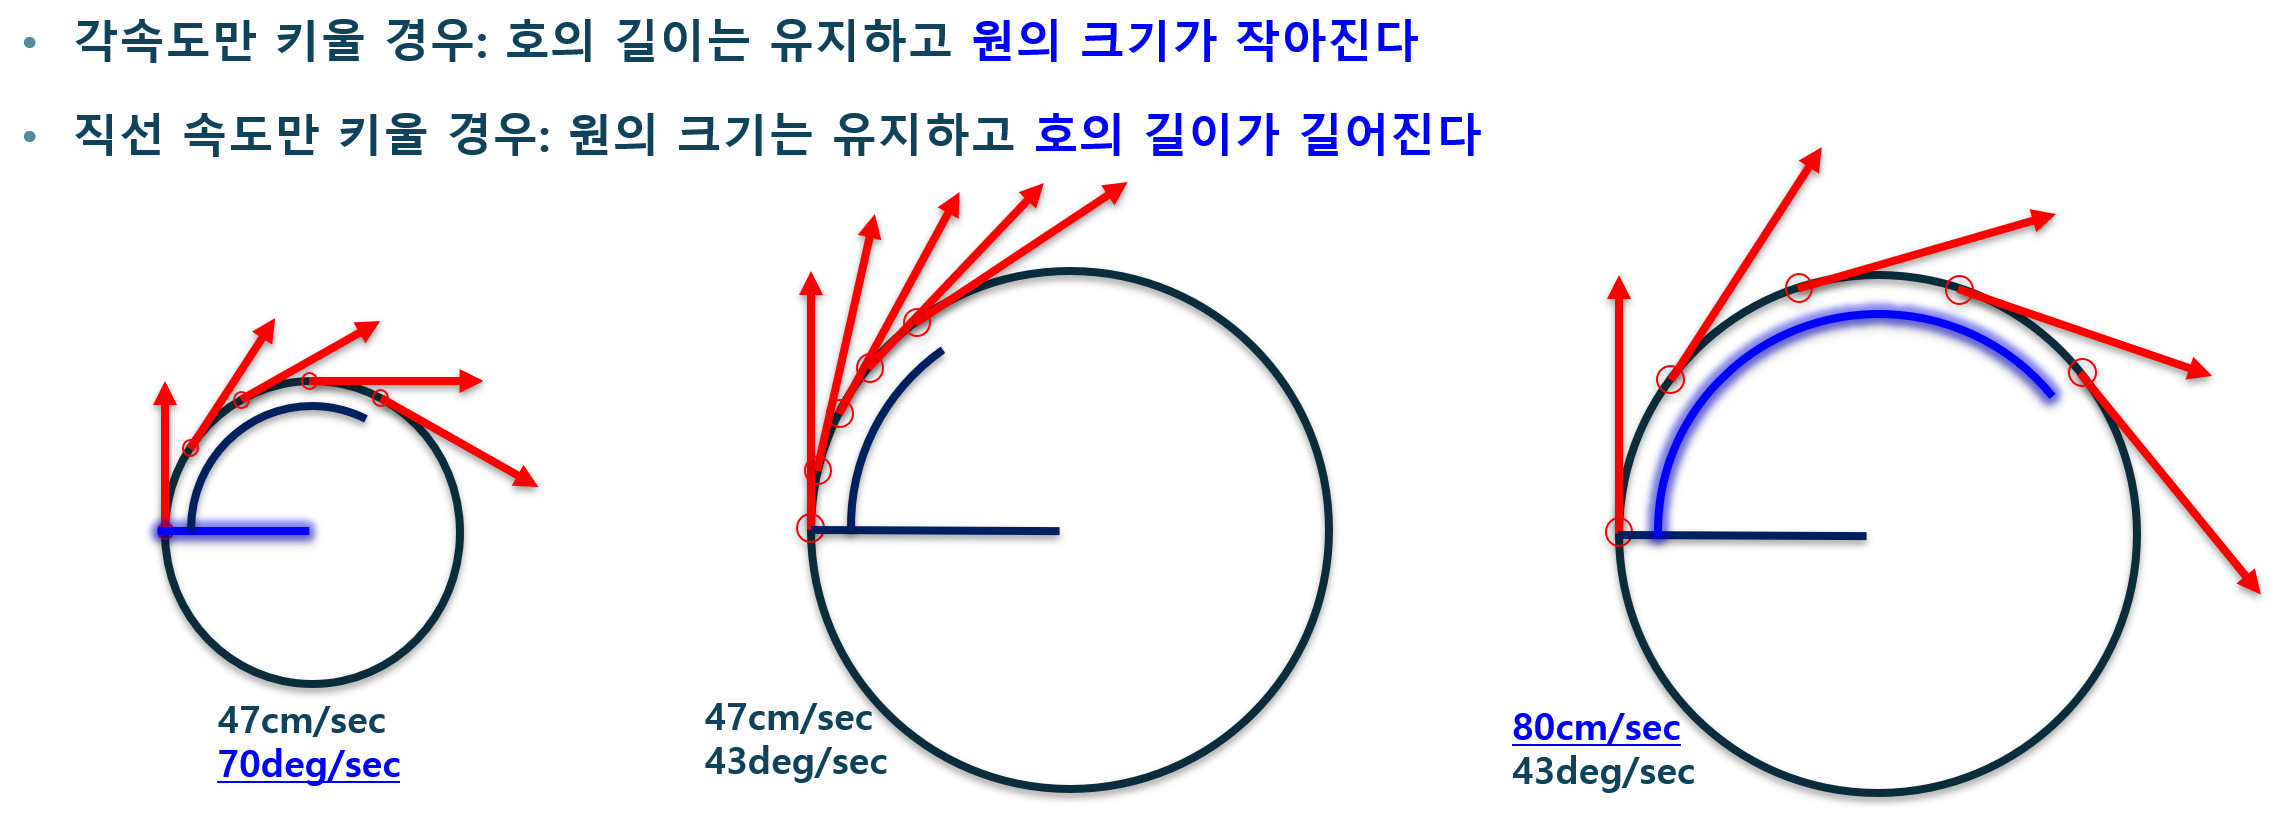 • 각속도만 키울 경우: 호의 길이는 유지하고 원의 크기가 작아진다
• 직선 속도만 키울 경우: 원의 크기는 유지하고 호의 길이가 길어진다
47cm/sec
70deg/sec
47cm/sec
43deg/sec
80cm/sec
43deg/sec